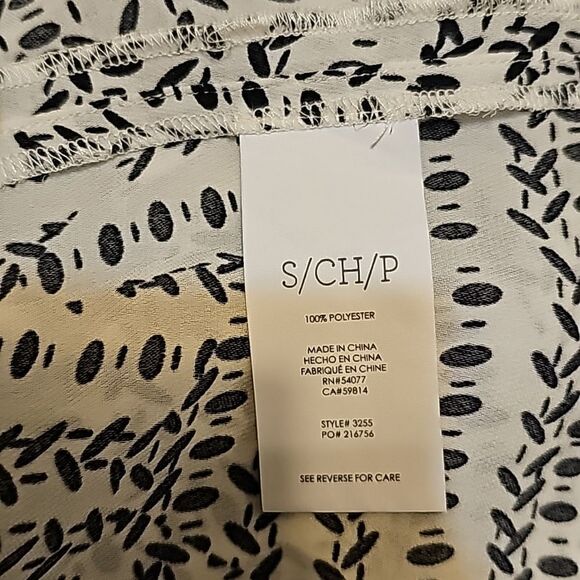 S/CH/P
100% POLYESTER
MADE IN CHINA
HECHO EN CHINA
FABRIQUÉ EN CHINE
RN#54077
CA#59814
STYLE# 3255
PO# 216756
SEE REVERSE FOR CARE